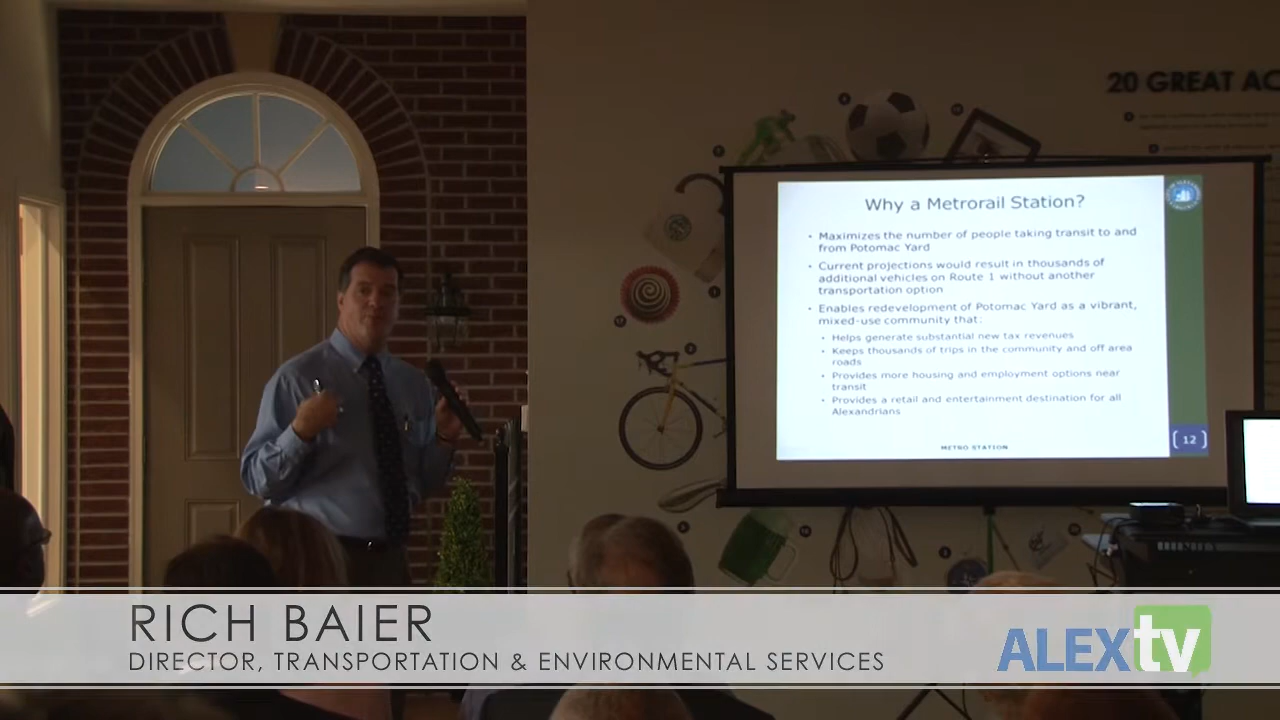 20 GREAT AC
Why a Metrorail Station?
• Maximizes the number of people taking transit to and
from Potomac Yard
• Current projections would result in thousands of
additional vehicles on Route 1 without another
transportation option
• Enables redevelopment of Potomac Yard as a vibrant,
mixed-use community that:
• Helps generate substantial new tax revenues
• Keeps thousands of trips in the community and off area
roads
• Provides more housing and employment options near
transit
• Provides a retail and entertainment destination for all
Alexandrians
METRO STATION
[ 12 ]
RICH BAIER
DIRECTOR, TRANSPORTATION & ENVIRONMENTAL SERVICES
ALEXtv